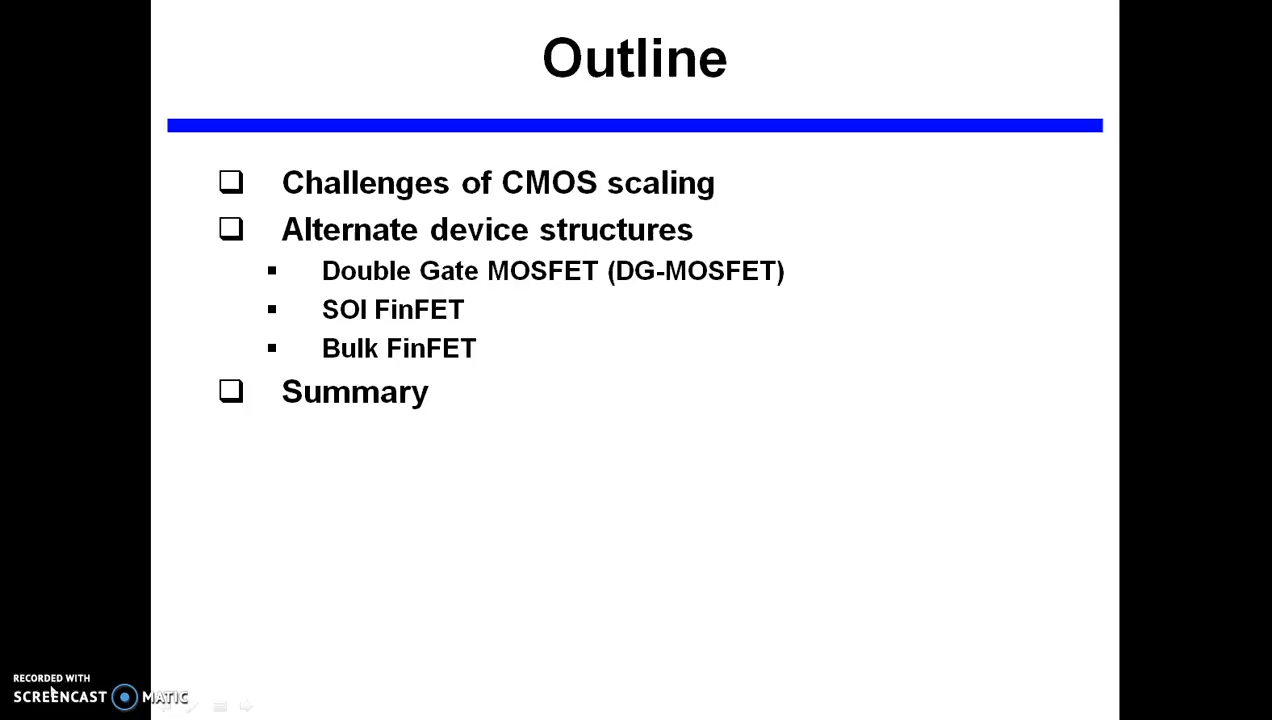 Outline
Challenges of CMOS scaling
Alternate device structures
Double Gate MOSFET (DG-MOSFET)
SOI FinFET
Bulk FinFET
Summary
RECORDED WITH
SCREENCAST MATIC